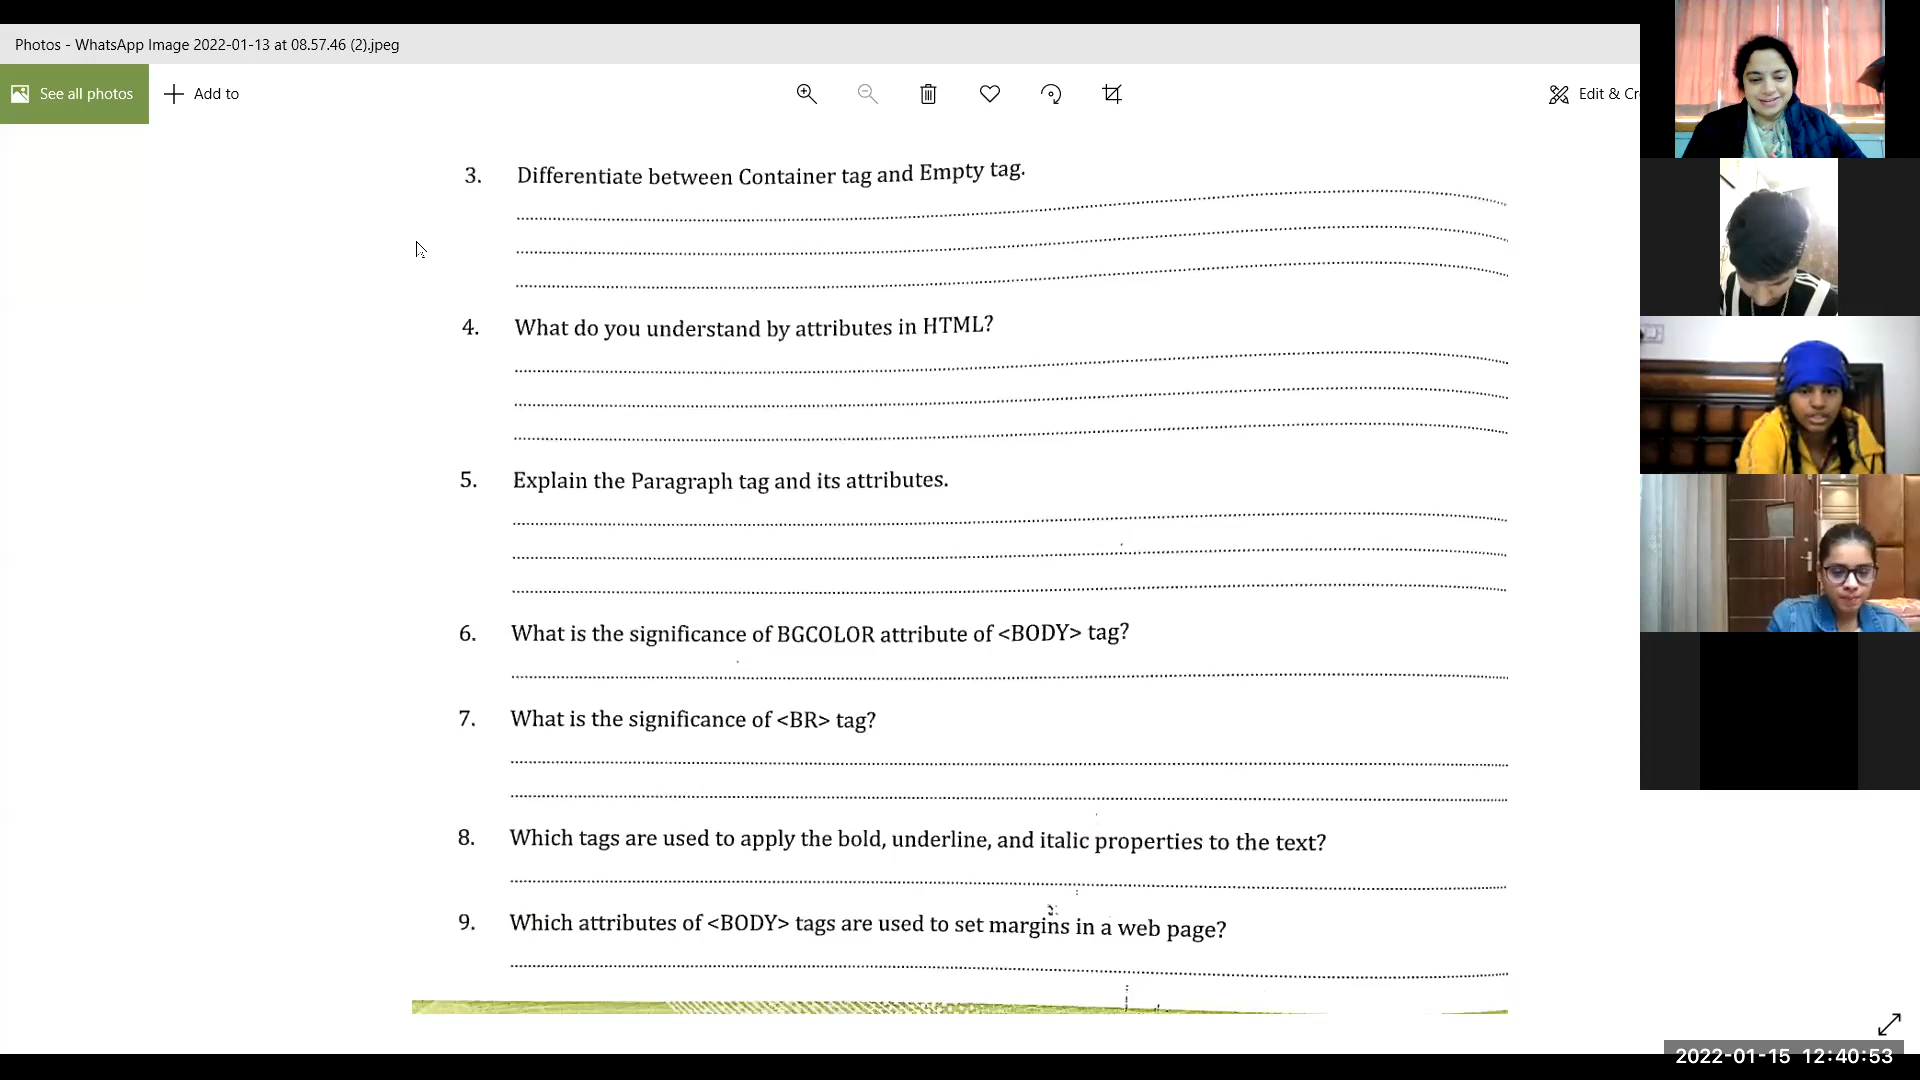 Photos - WhatsApp Image 2022-01-13 at 08.57.46 (2).jpeg
See all photos
Add to
Edit & Cr
3. Differentiate between Container tag and Empty tag.
4. What do you understand by attributes in HTML?
5. Explain the Paragraph tag and its attributes.
6. What is the significance of BGCOLOR attribute of <BODY> tag?
7. What is the significance of <BR> tag?
8. Which tags are used to apply the bold, underline, and italic properties to the text?
9. Which attributes of <BODY> tags are used to set margins in a web page?
2022-01-15 12:40:53